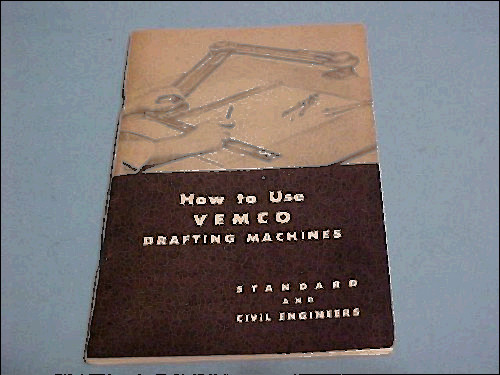 How to Use
VEMCO
DRAFTING MACHINES
STANDARD
AND
CIVIL ENGINEERS